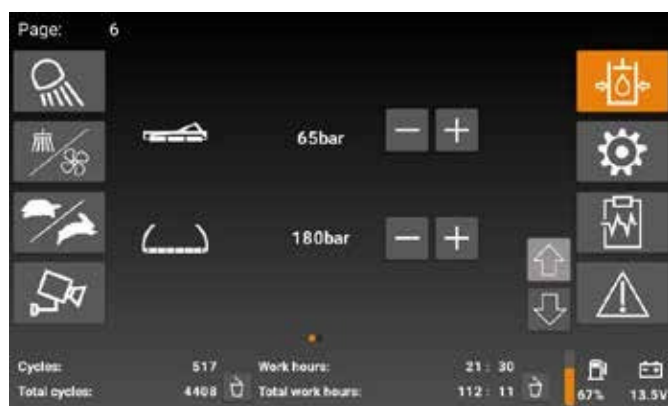 Page: 6
65bar
180bar
Cycles: 517 Work hours: 21 : 30
Total cycles: 4408 Total work hours: 112 : 11
67% 13.5V